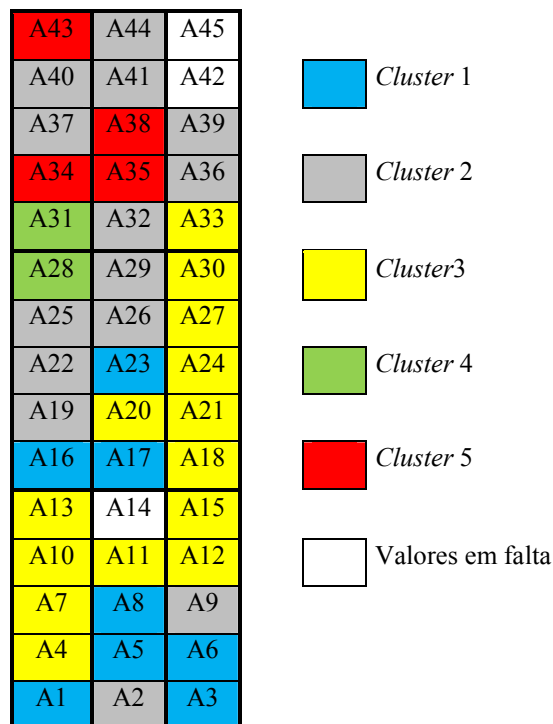 A43 A44 A45
A40 A41 A42
A37 A38 A39
A34 A35 A36
A31 A32 A33
A28 A29 A30
A25 A26 A27
A22 A23 A24
A19 A20 A21
A16 A17 A18
A13 A14 A15
A10 A11 A12
A7 A8 A9
A4 A5 A6
A1 A2 A3
Cluster 1
Cluster 2
Cluster3
Cluster 4
Cluster 5
Valores em falta